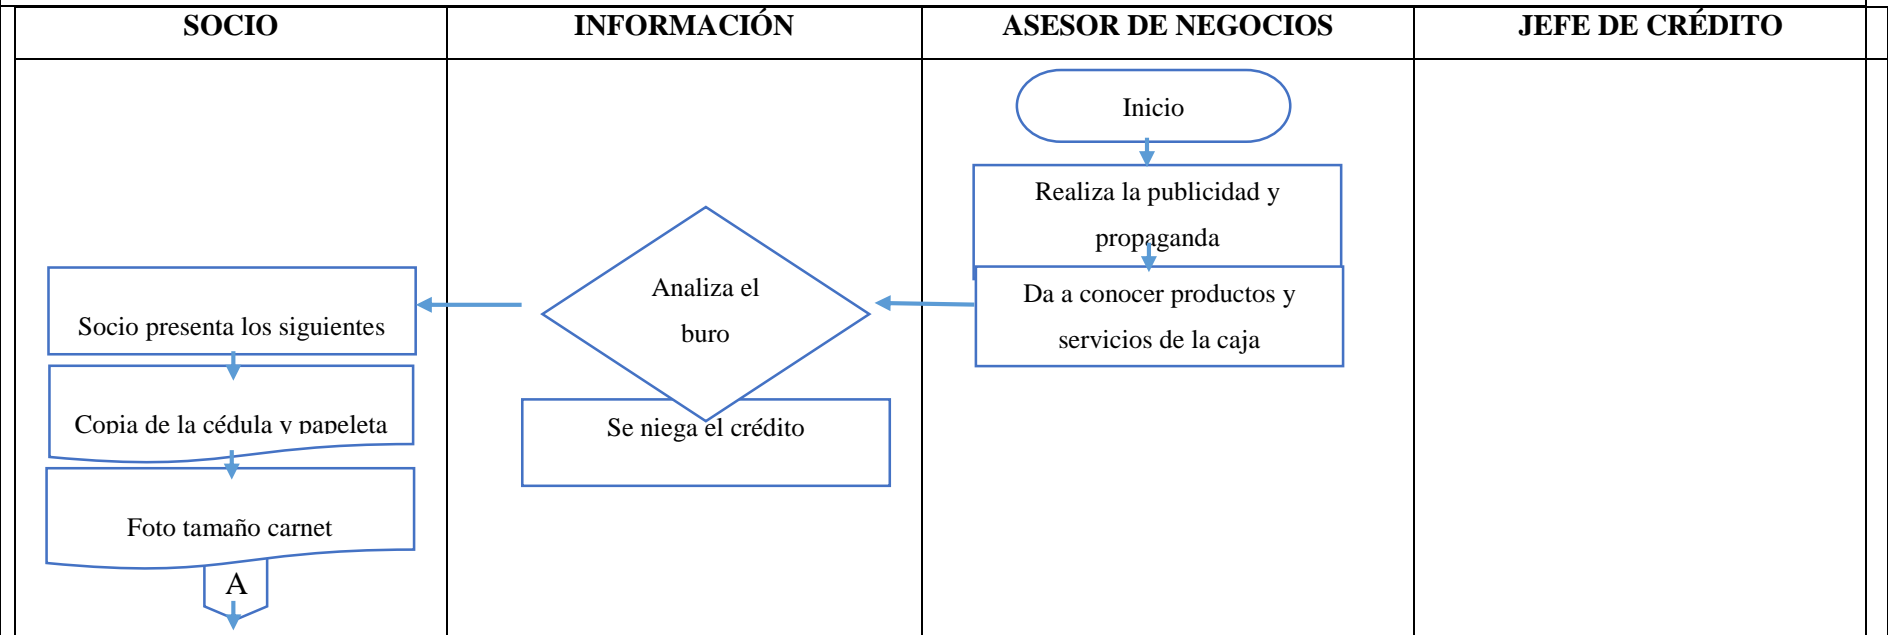 SOCIO
INFORMACIÓN
ASESOR DE NEGOCIOS
JEFE DE CRÉDITO
Inicio
Realiza la publicidad y
propaganda
Da a conocer productos y
servicios de la caja
Analiza el
buro
Se niega el crédito
Socio presenta los siguientes
Copia de la cédula y papeleta
Foto tamaño carnet
A